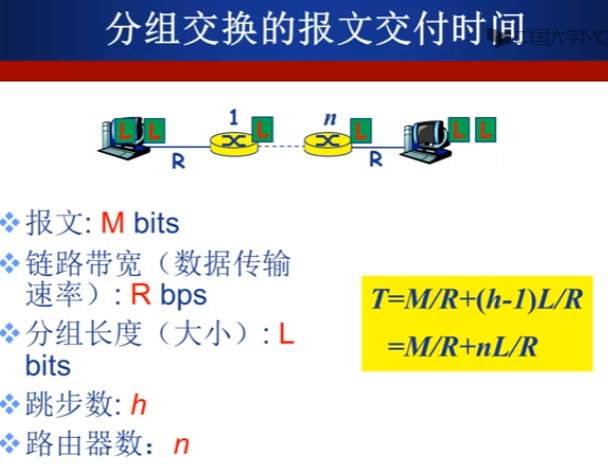 分组交换的报文交付时间
中国大学MO
L L
1
L
n
L
L L
R
R
报文: M bits
链路带宽（数据传输
速率）: R bps
分组长度（大小）: L
bits
跳步数: h
路由器数：n
T=M/R+(h-1)L/R
=M/R+nL/R